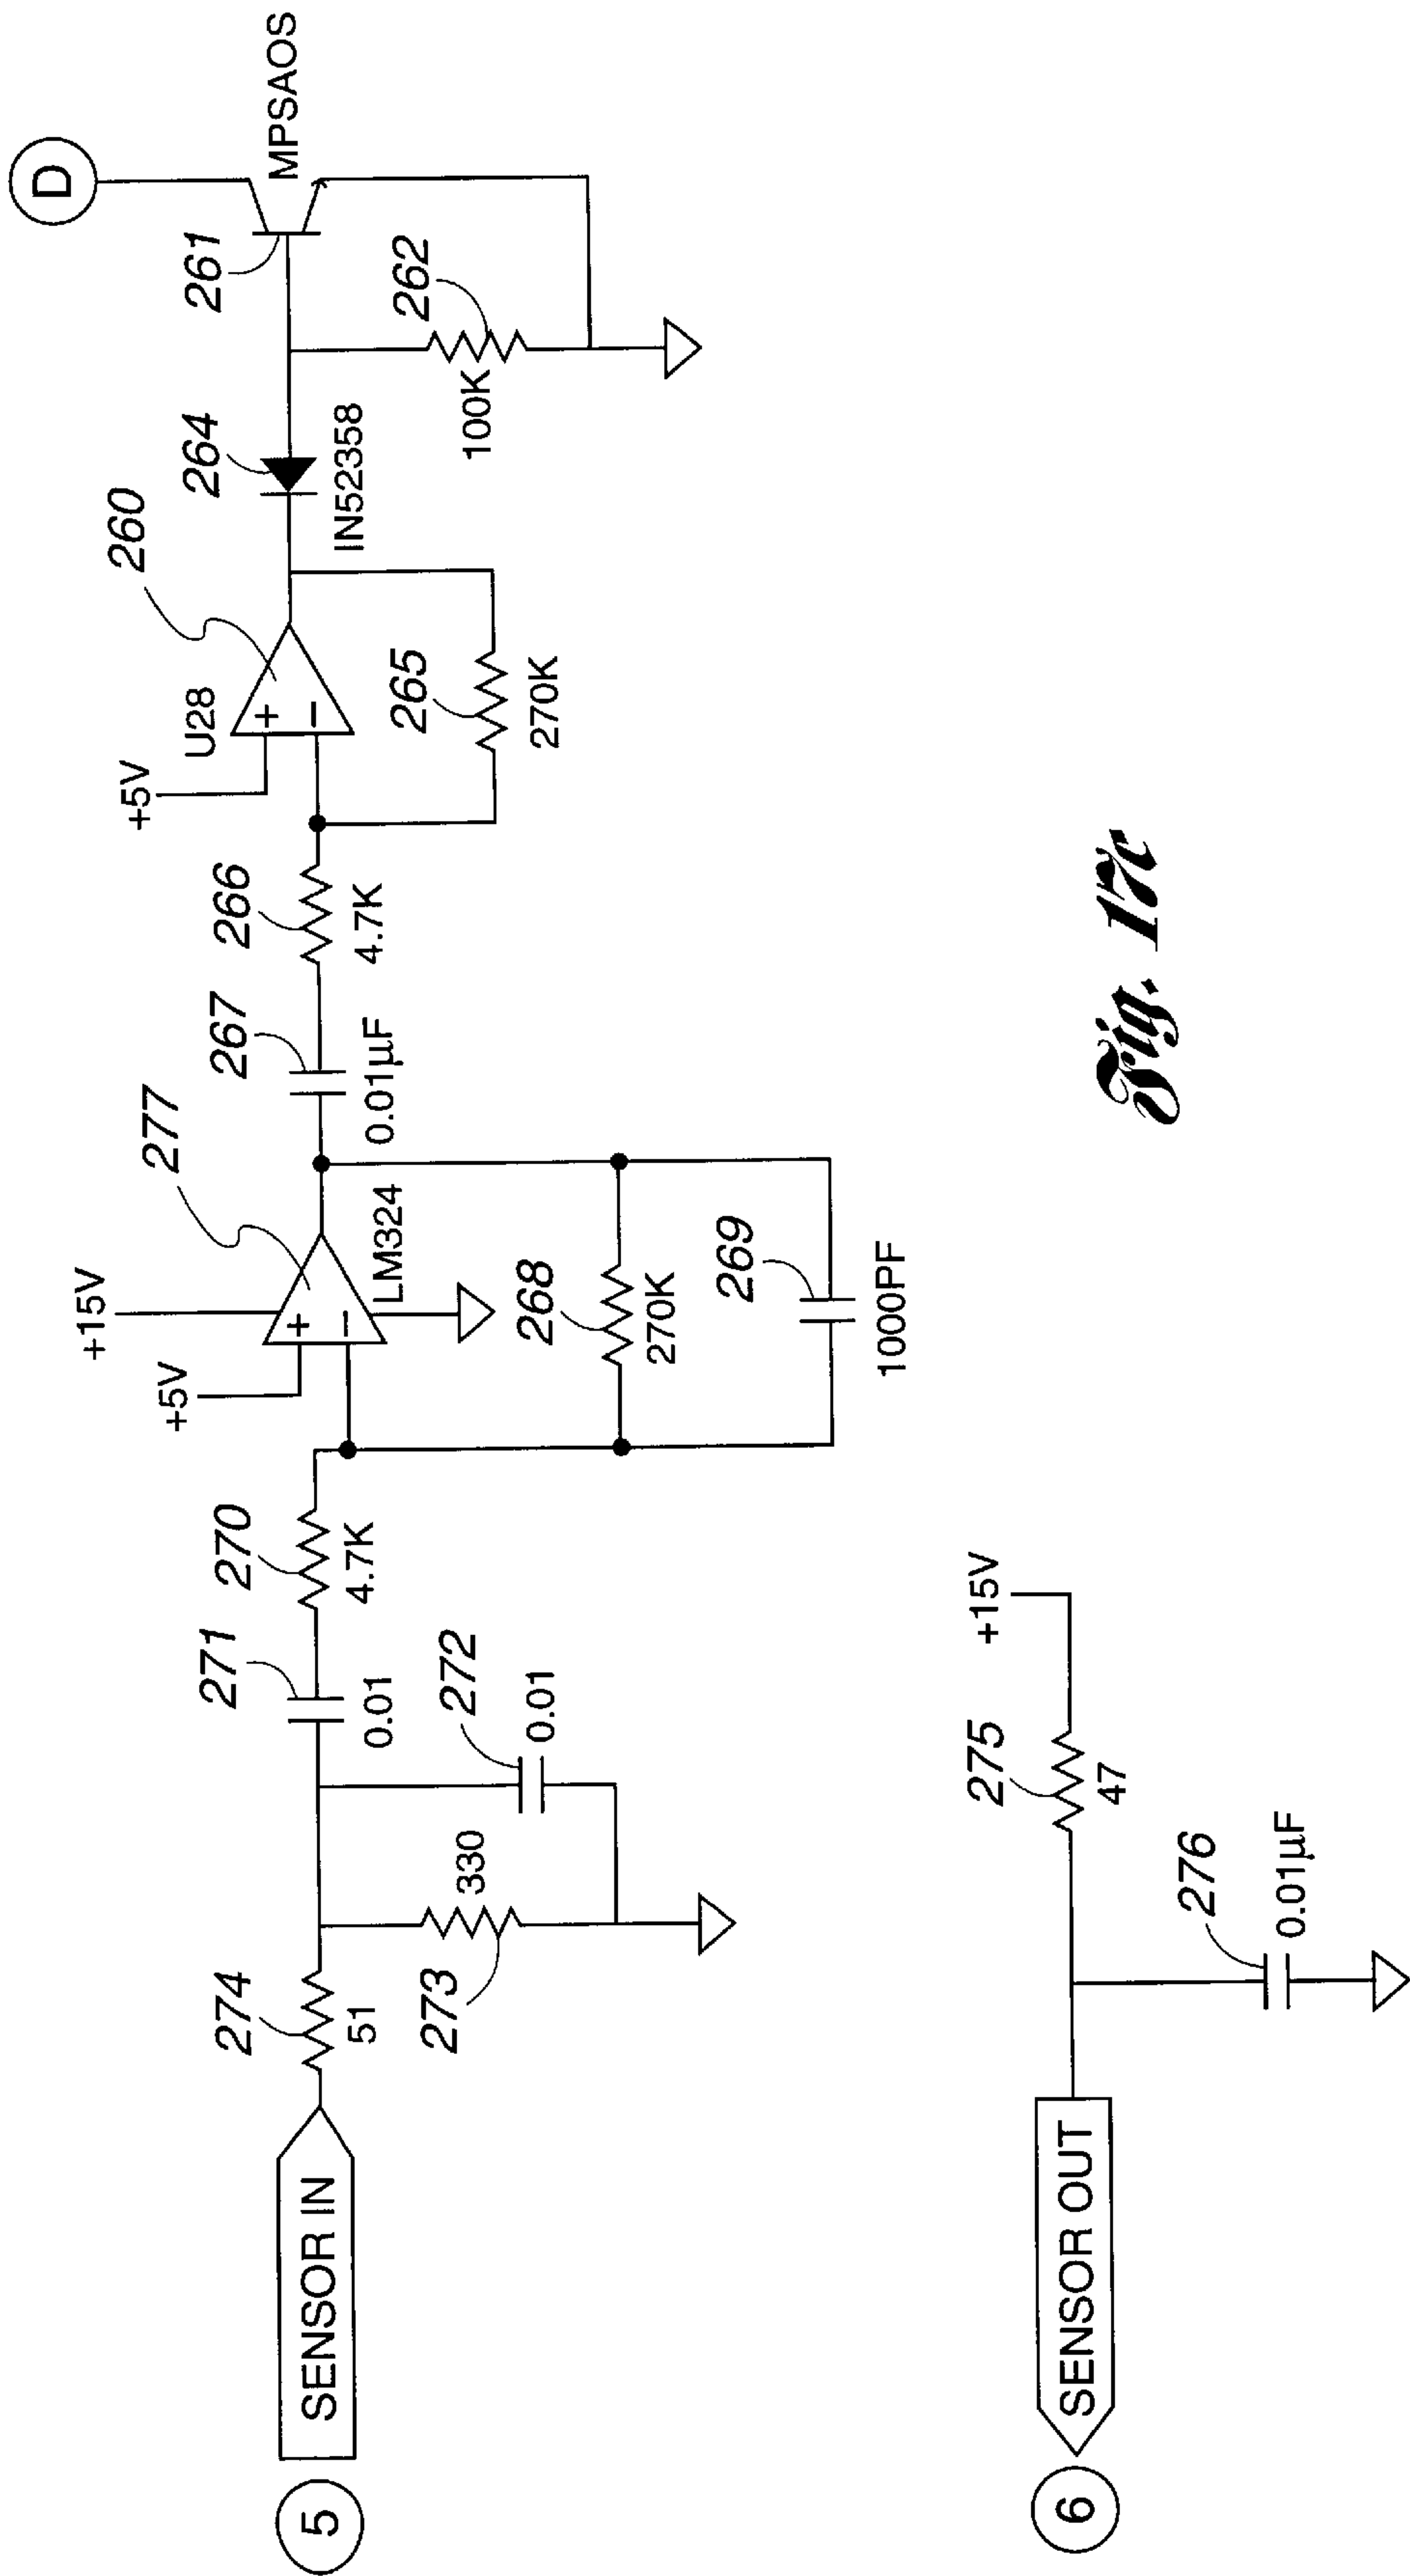 D
MPSAOS
261
262
100K
264
IN52358
260
U28
+
−
+5V
265
270K
266
4.7K
267
0.01µF
277
+15V
+5V
+
−
LM324
268
270K
269
1000PF
270
4.7K
271
0.01
272
0.01
330
273
274
51
SENSOR IN
5
+15V
275
47
276
0.01µF
SENSOR OUT
6
Fig. 17c